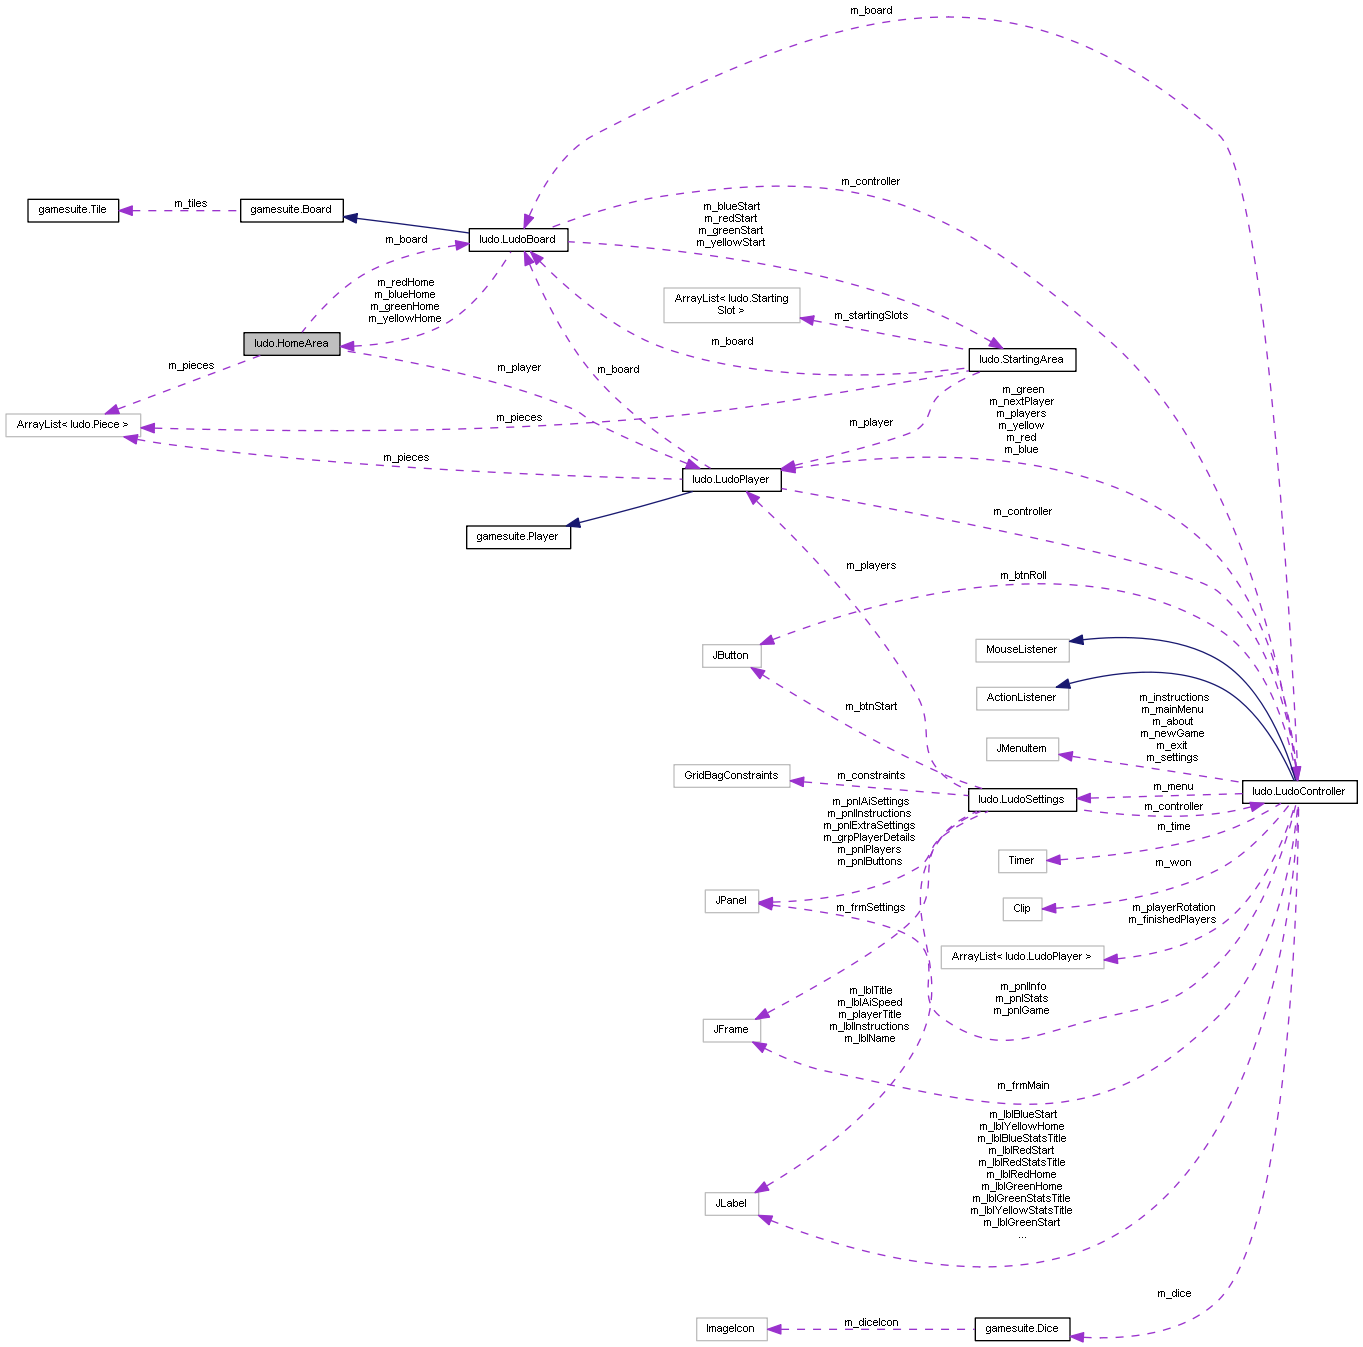 m_board
m_controller
gamesuite.Tile
m_tiles
gamesuite.Board
m_blueStart
m_redStart
m_greenStart
m_yellowStart
ludo.LudoBoard
m_board
m_redHome
m_blueHome
m_greenHome
m_yellowHome
ArrayList< ludo.Starting
Slot >
m_startingSlots
ludo.HomeArea
m_board
ludo.StartingArea
m_pieces
m_player
m_board
m_green
m_nextPlayer
m_players
m_yellow
m_red
m_blue
ArrayList< ludo.Piece >
m_pieces
m_player
m_pieces
ludo.LudoPlayer
m_controller
gamesuite.Player
m_players
m_btnRoll
JButton
MouseListener
ActionListener
m_instructions
m_mainMenu
m_about
m_newGame
m_exit
m_settings
m_btnStart
JMenuItem
GridBagConstraints
m_constraints
ludo.LudoSettings
m_menu
m_controller
ludo.LudoController
m_pnlAiSettings
m_pnlInstructions
m_pnlExtraSettings
m_grpPlayerDetails
m_pnlPlayers
m_pnlButtons
m_time
Timer
m_won
JPanel
m_frmSettings
Clip
m_playerRotation
m_finishedPlayers
ArrayList< ludo.LudoPlayer >
m_lblTitle
m_lblAiSpeed
m_playerTitle
m_lblInstructions
m_lblName
m_pnlInfo
m_pnlStats
m_pnlGame
JFrame
m_frmMain
m_lblBlueStart
m_lblYellowHome
m_lblBlueStatsTitle
m_lblRedStart
m_lblRedStatsTitle
m_lblRedHome
m_lblGreenHome
m_lblGreenStatsTitle
m_lblYellowStatsTitle
m_lblGreenStart
...
JLabel
m_dice
ImageIcon
m_diceIcon
gamesuite.Dice